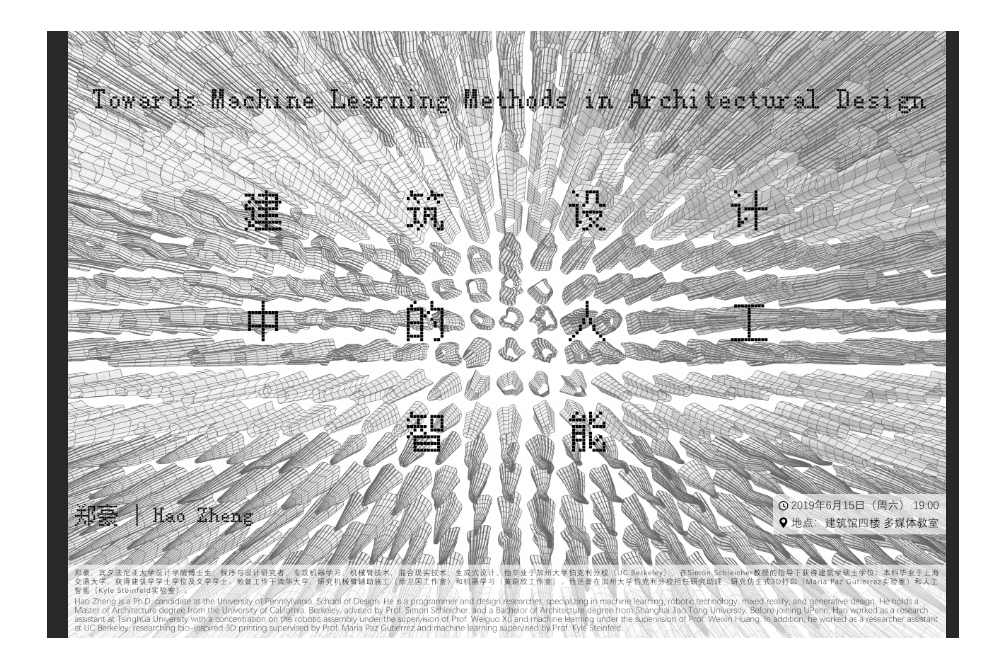 Towards Machine Learning Methods in Architectural Design
建 筑 设 计
中 的 人 工
智 能
郑豪 | Hao Zheng
2019年6月15日（周六） 19:00
地点： 建筑馆四楼 多媒体教室
郑豪，宾夕法尼亚大学设计学院博士生，程序与设计研究者，专攻机器学习，机械臂技术，混合现实技术，生成式设计。他毕业于加州大学伯克利分校（UC Berkeley），在Simon Schleicher教授的指导下获得建筑学硕士学位；本科毕业于上海
交通大学，获得建筑学学士学位及文学学士。他曾工作于清华大学，研究机械臂辅助施工（徐卫国工作室）和机器学习（黄蔚欣工作室）。他还曾在加州大学伯克利分校担任研究助理，研究仿生式3D打印（Maria Paz Gutierrez实验室）和人工
智能（Kyle Steinfeld实验室）
Hao Zheng is a Ph.D. candidate at the University of Pennsylvania, School of Design. He is a programmer and design researcher, specializing in machine learning, robotic technology, mixed reality, and generative design. He holds a
Master of Architecture degree from the University of California, Berkeley, advised by Prof. Simon Schleicher and a Bachelor of Architecture degree from Shanghai Jiao Tong University. Before joining UPenn, Hao worked as a research
assistant at Tsinghua University with a concentration on the robotic assembly under the supervision of Prof. Weiguo Xu and machine learning under the supervision of Prof. Weixin Huang. In addition, he worked as a researcher assistant
at UC Berkeley, researching bio-inspired 3D printing supervised by Prof. Maria Paz Gutierrez and machine learning supervised by Prof. Kyle Steinfeld